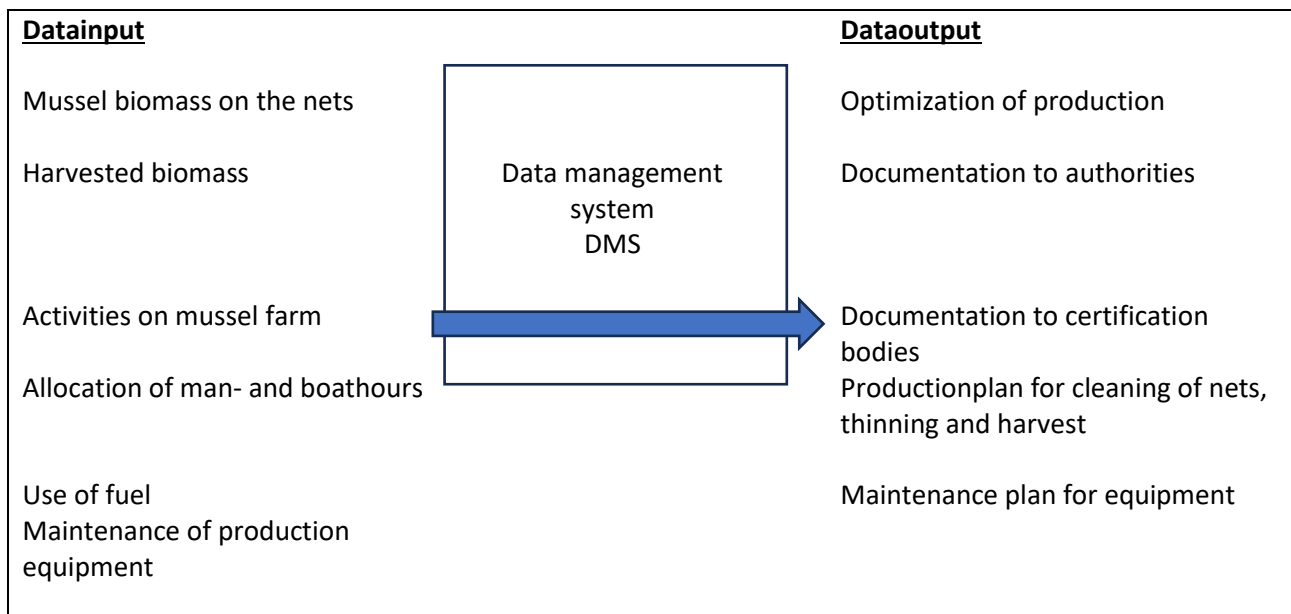 Datainput
Mussel biomass on the nets
Harvested biomass
Activities on mussel farm
Allocation of man- and boathours
Use of fuel
Maintenance of production
equipment
Data management
system
DMS
Dataoutput
Optimization of production
Documentation to authorities
Documentation to certification
bodies
Productionplan for cleaning of nets,
thinning and harvest
Maintenance plan for equipment